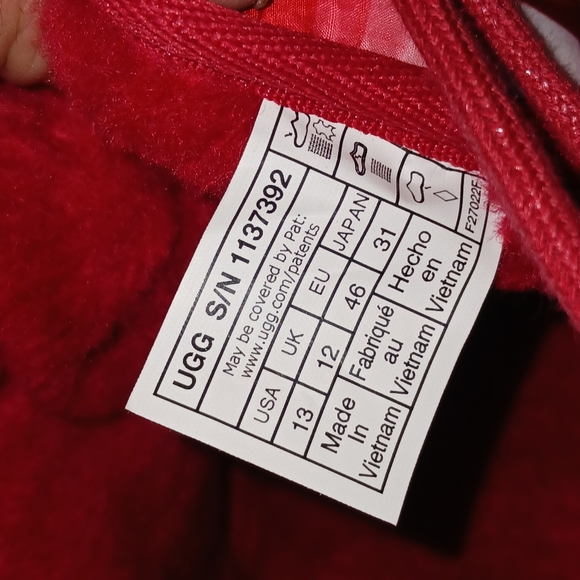 UGG S/N 1137392
May be covered by Pat:
www.ugg.com/patents
USA UK EU JAPAN
13 12 46 31
Made In Vietnam
Fabriqué au Vietnam
Hecho en Vietnam
F27022F